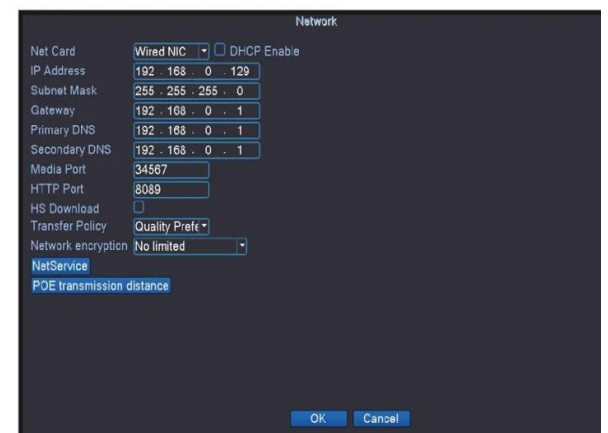 Network
Net Card Wired NIC DHCP Enable
IP Address 192 . 168 . 0 . 129
Subnet Mask 255 . 255 . 255 . 0
Gateway 192 . 168 . 0 . 1
Primary DNS 192 . 168 . 0 . 1
Secondary DNS 192 . 168 . 0 . 1
Media Port 34567
HTTP Port 8089
HS Download
Transfer Policy Quality Prefe
Network encryption No limited
NetService
POE transmission distance
OK Cancel